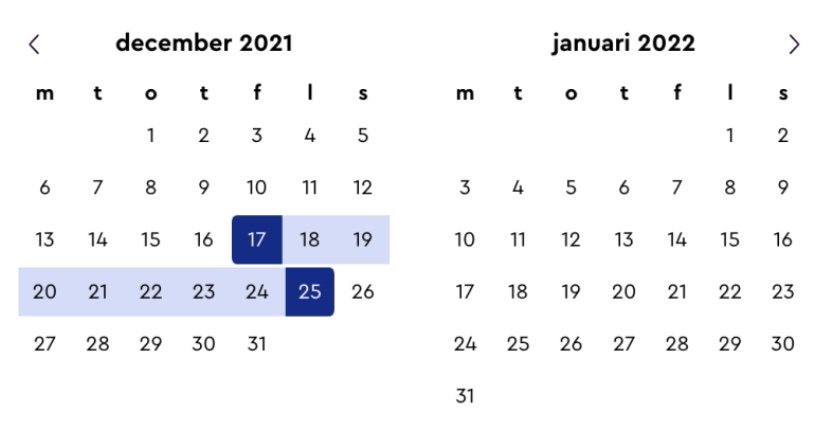 december 2021
m t o t f l s
1 2 3 4 5
6 7 8 9 10 11 12
13 14 15 16 17 18 19
20 21 22 23 24 25 26
27 28 29 30 31
januari 2022
m t o t f l s
1 2
3 4 5 6 7 8 9
10 11 12 13 14 15 16
17 18 19 20 21 22 23
24 25 26 27 28 29 30
31